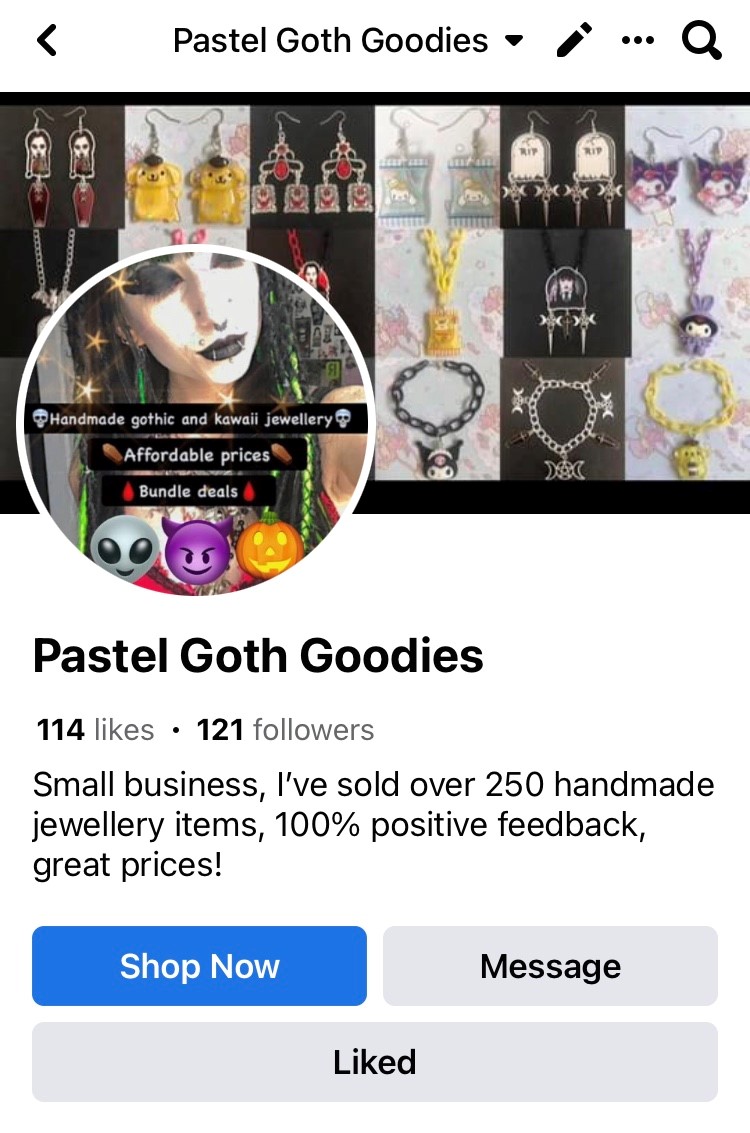 Pastel Goth Goodies
RIP
RIP
💀Handmade gothic and kawaii jewellery💀
⚰️Affordable prices⚰️
🩸Bundle deals🩸
Pastel Goth Goodies
114 likes • 121 followers
Small business, I’ve sold over 250 handmade
jewellery items, 100% positive feedback,
great prices!
Shop Now
Message
Liked